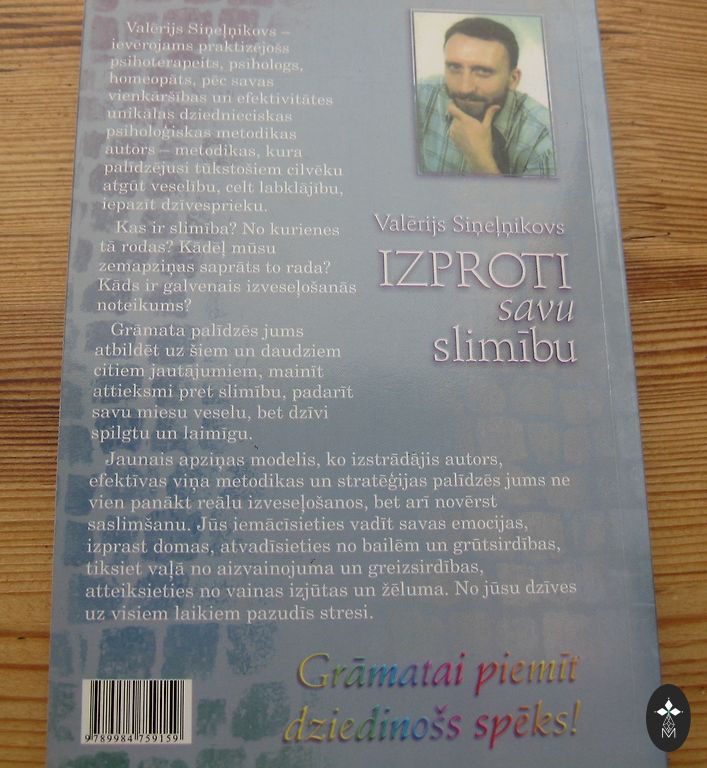 Valērijs Siņeļņikovs –
ievērojams praktizējošs
psihoterapeits, psihologs,
homeopāts, pēc savas
vienkāršības un efektivitātes
unikālas dziednieciskas
psiholoģiskas metodikas
autors – metodikas, kura
palīdzējusi tūkstošiem cilvēku
atgūt veselību, celt labklājību,
iepazīt dzīvesprieku.
Kas ir slimība? No kurienes
tā rodas? Kādēļ mūsu
zemapziņas saprāts to rada?
Kāds ir galvenais izveseļošanās
noteikums?
Grāmata palīdzēs jums
atbildēt uz šiem un daudziem
citiem jautājumiem, mainīt
attieksmi pret slimību, padarīt
savu miesu veselu, bet dzīvi
spilgtu un laimīgu.
Valērijs Siņeļņikovs
IZPROTI
savu
slimību
Jaunais apziņas modelis, ko izstrādājis autors,
efektīvas viņa metodikas un stratēģijas palīdzēs jums ne
vien panākt reālu izveseļošanos, bet arī novērst
saslimšanu. Jūs iemācīsieties vadīt savas emocijas,
izprast domas, atvadīsieties no bailēm un grūtsirdības,
tiksiet vaļā no aizvainojuma un greizsirdības,
atteiksieties no vainas izjūtas un žēluma. No jūsu dzīves
uz visiem laikiem pazudīs stresi.
Grāmatai piemīt
dziedinošs spēks!
9 789984 759159
M